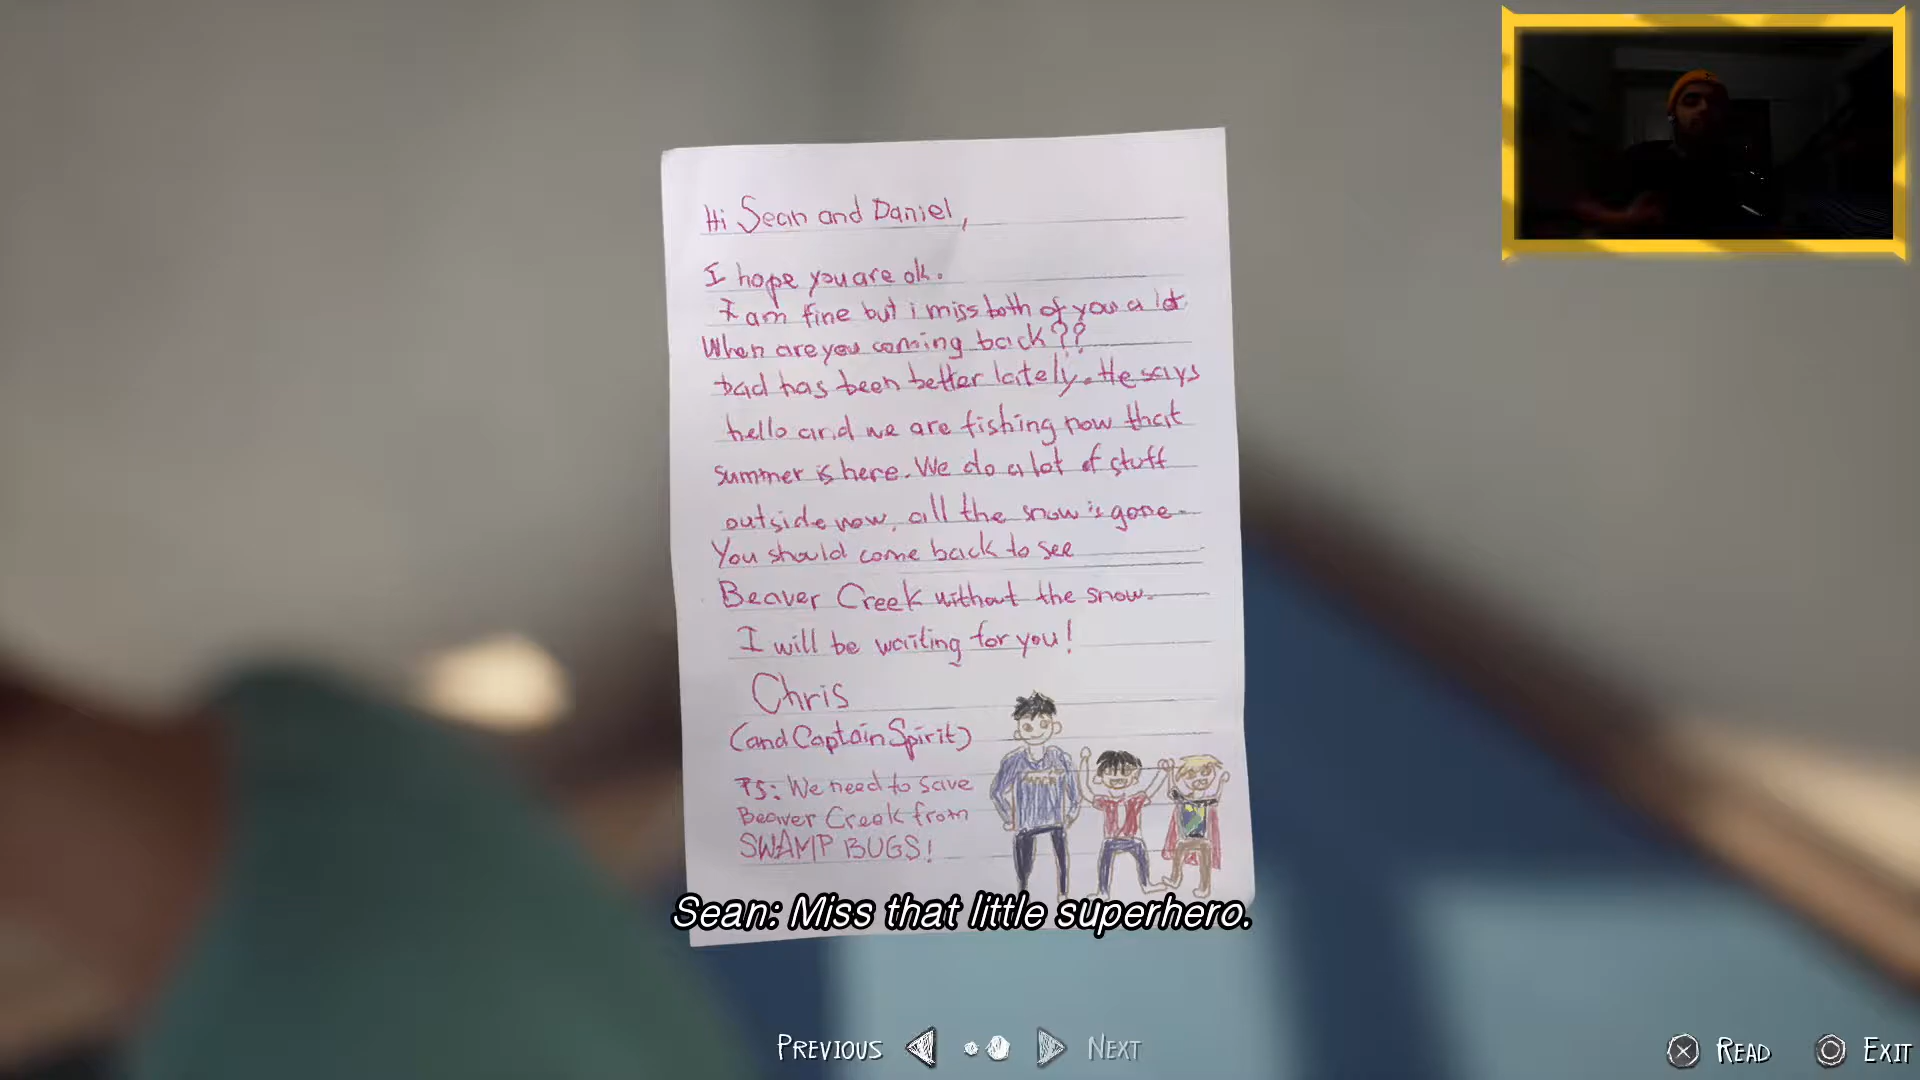 Hi Sean and Daniel,
I hope you are ok.
I am fine but i miss both of you a lot
When are you coming back??
Dad has been better lately. He says
hello and we are fishing now that
summer is here. We do a lot of stuff
outside now, all the snow is gone.
You should come back to see
Beaver Creek without the snow.
I will be waiting for you!
Chris
(and Captain Spirit)
PS: We need to save
Beaver Creek from
SWAMP BUGS!
Sean: Miss that little superhero.
PREVIOUS NEXT
READ EXIT